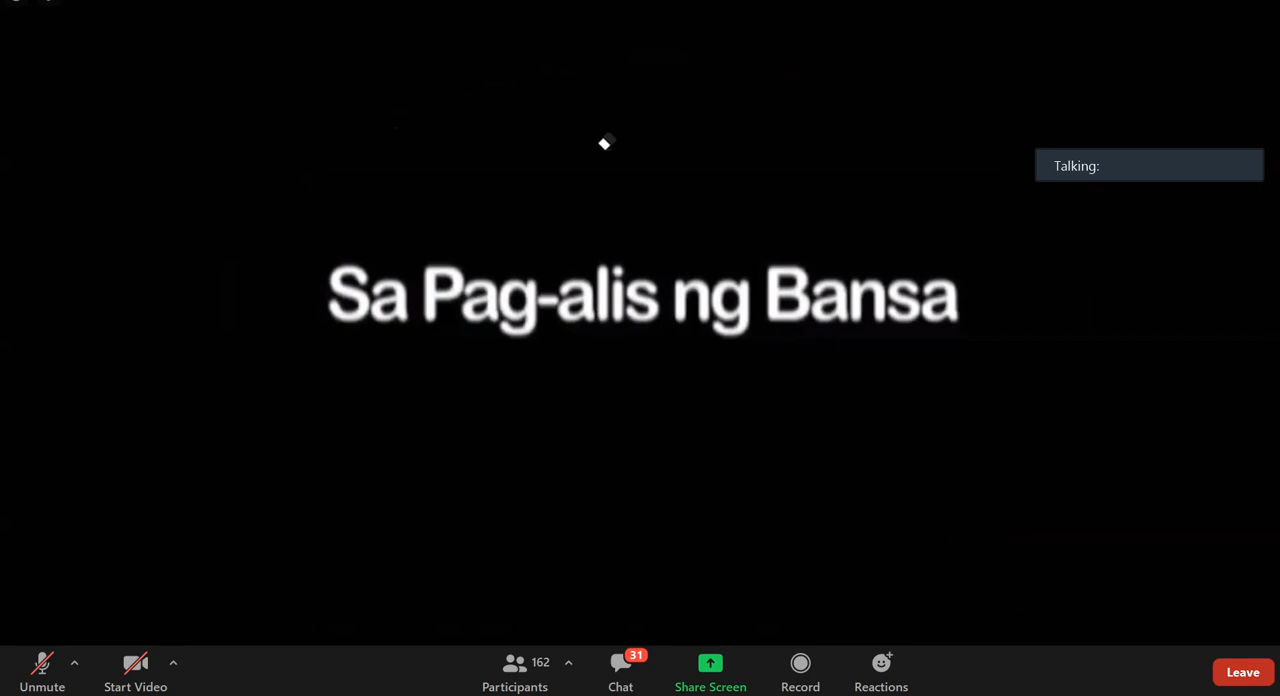 Talking:
Sa Pag-alis ng Bansa
162
31
Unmute
Start Video
Participants
Chat
Share Screen
Record
Reactions
Leave